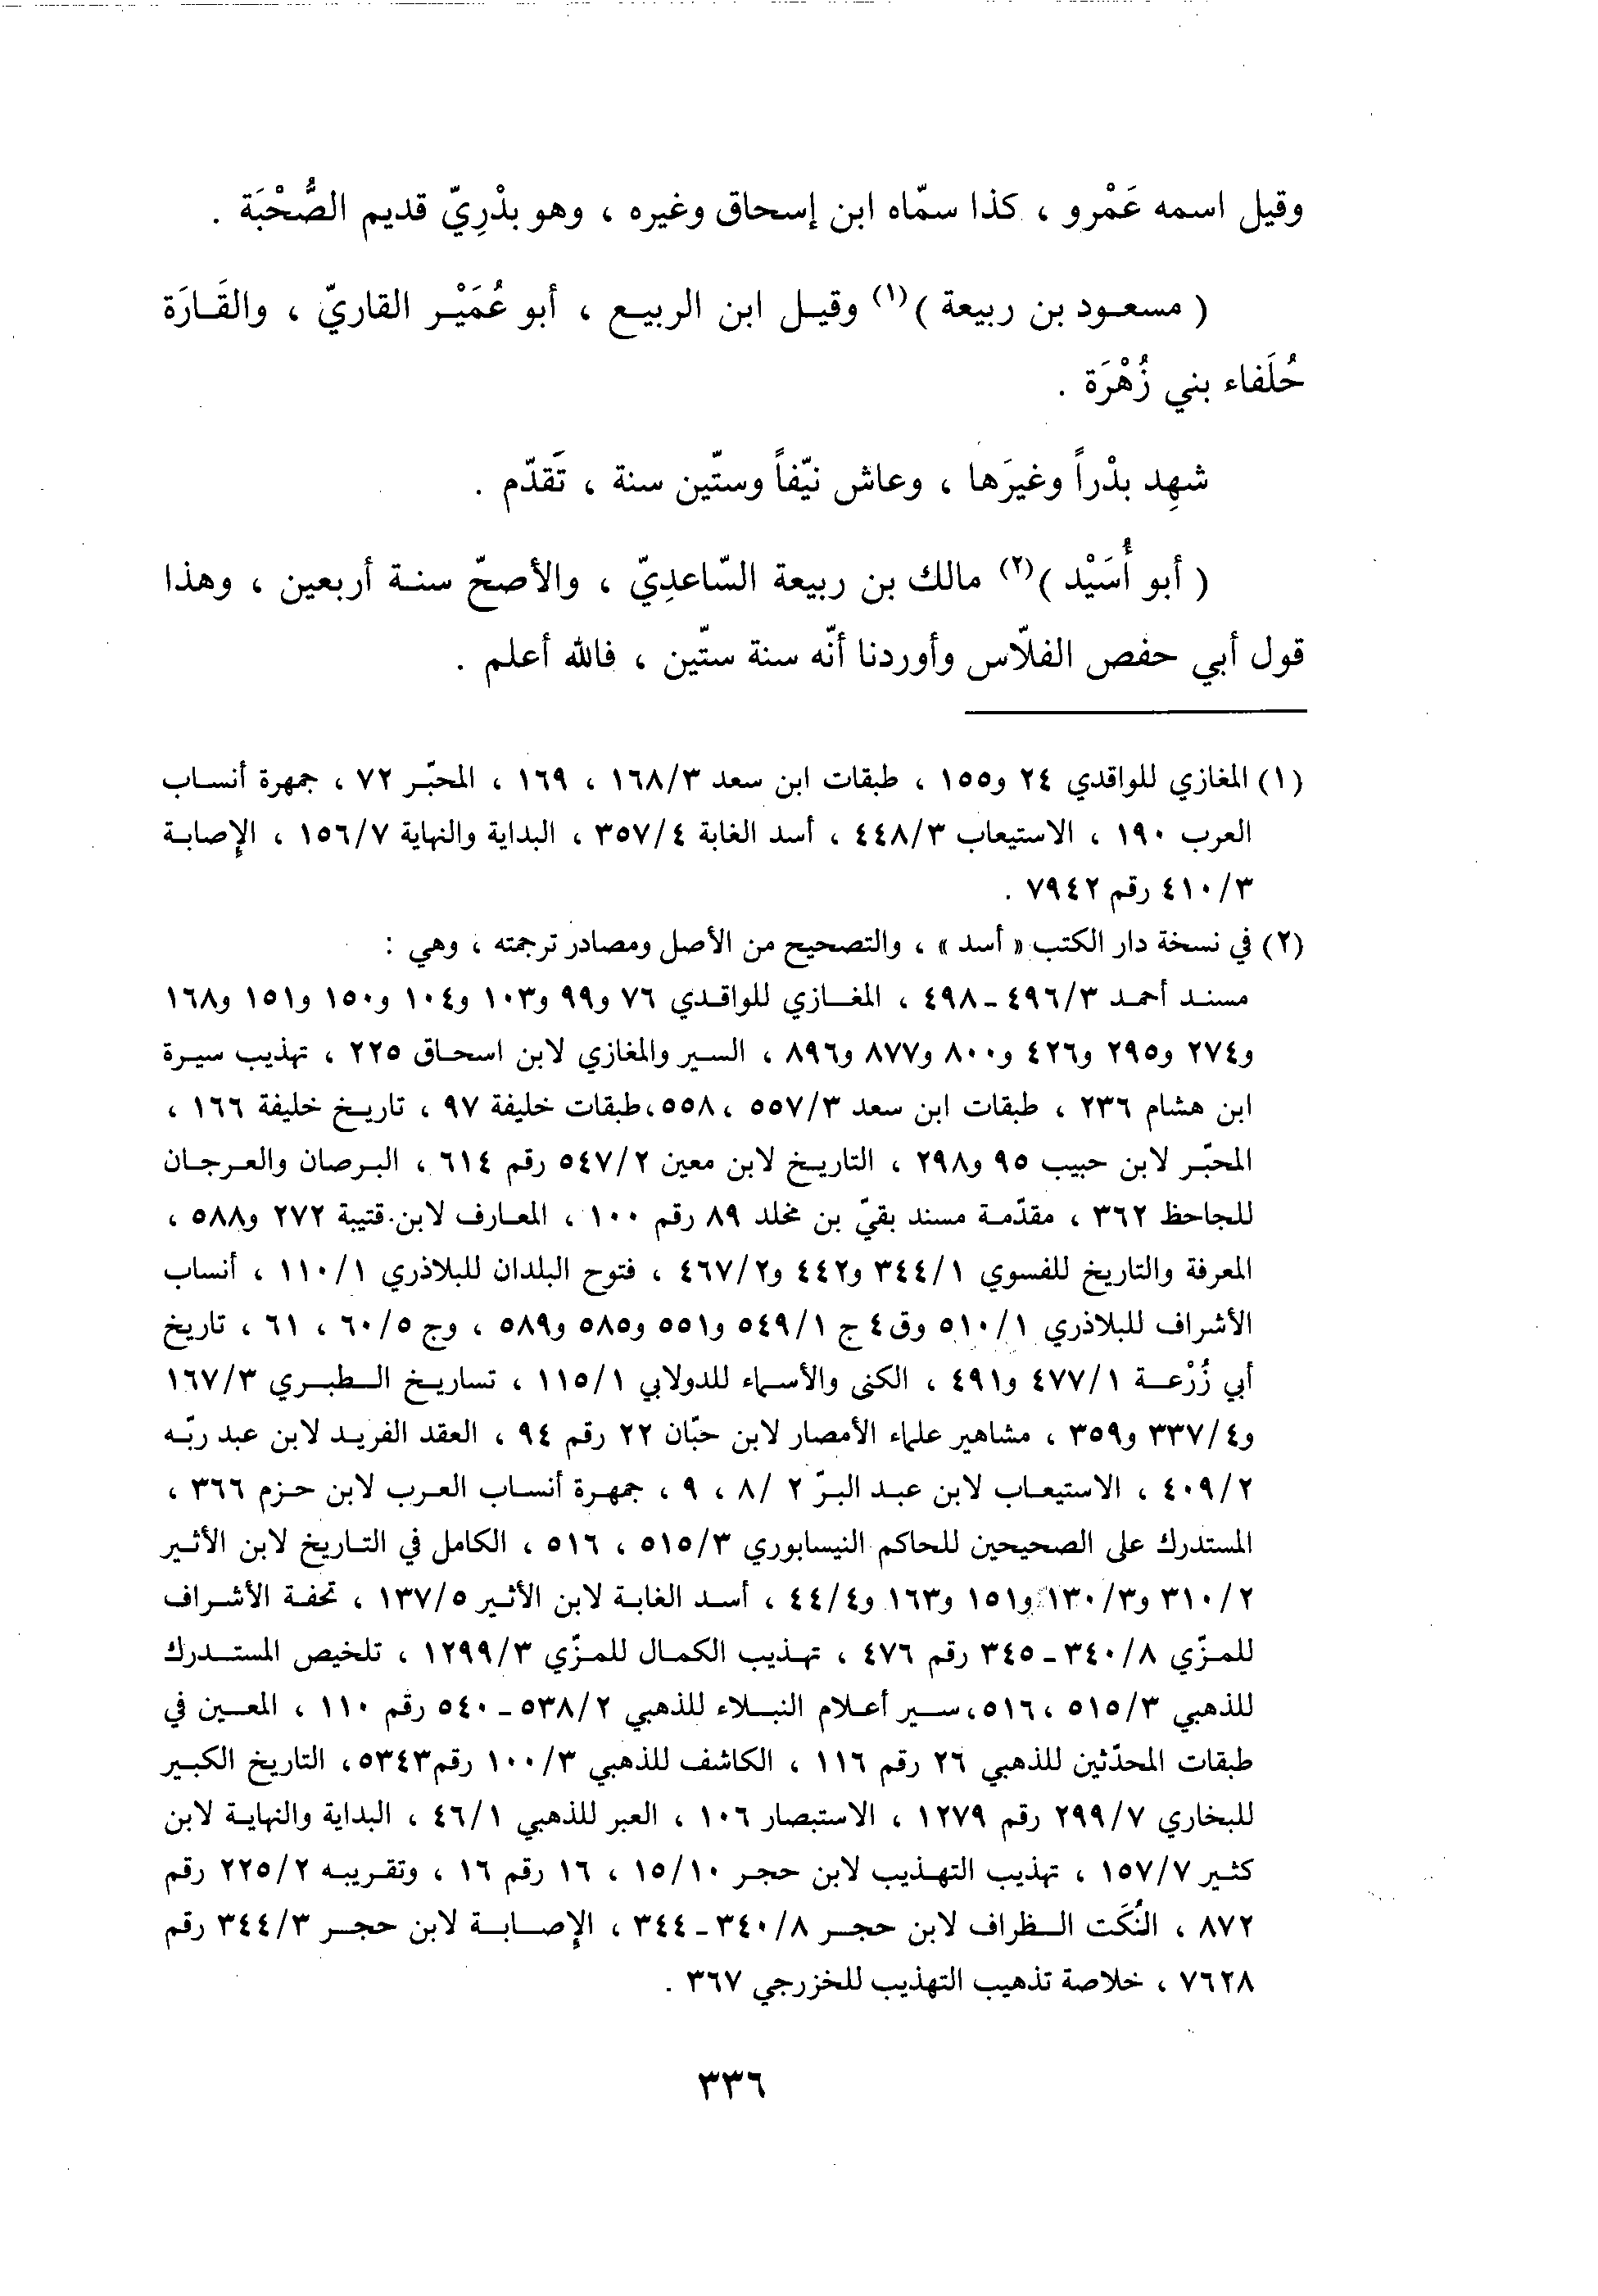 وقيل اسمه عَمْرو ، كذا سمّاه ابن إسحاق وغيره ، وهو بدْرِيّ قديم الصُّحْبَة .
( مسعود بن ربيعة )(١) وقيل ابن الربيع ، أبو عُمَيْر القاريّ ، والقَارَة
حُلَفاء بني زُهْرَة .
شهِد بدْراً وغيرَها ، وعاش نيّفاً وستّين سنة ، تَقدّم .
( أبو أُسَيْد )(٢) مالك بن ربيعة السّاعدِيّ ، والأصحّ سنة أربعين ، وهذا
قول أبي حفص الفلّاس وأوردنا أنّه سنة ستّين ، فالله أعلم .
(١) المغازي للواقدي ٢٤ و١٥٥ ، طبقات ابن سعد ١٦٨/٣ ، ١٦٩ ، المحبّر ٧٢ ، جمهرة أنساب
العرب ١٩٠ ، الاستيعاب ٤٤٨/٣ ، أسد الغابة ٣٥٧/٤ ، البداية والنهاية ١٥٦/٧ ، الإصابة
٤١٠/٣ رقم ٧٩٤٢ .
(٢) في نسخة دار الكتب « أسد » ، والتصحيح من الأصل ومصادر ترجمته ، وهي :
مسند أحمد ٤٩٦/٣ - ٤٩٨ ، المغازي للواقدي ٧٦ و٩٩ و١٠٣ و١٠٤ و١٥٠ و١٥١ و١٦٨
و٢٧٤ و٢٩٥ و٤٢٦ و٨٠٠ و٨٧٧ و٨٩٦ ، السير والمغازي لابن اسحاق ٢٢٥ ، تهذيب سيرة
ابن هشام ٢٣٦ ، طبقات ابن سعد ٥٥٧/٣ ، ٥٥٨، طبقات خليفة ٩٧ ، تاريخ خليفة ١٦٦ ،
المحبّر لابن حبيب ٩٥ و٢٩٨ ، التاريخ لابن معين ٥٤٧/٢ رقم ٦١٤ ، البرصان والعرجان
للجاحظ ٣٦٢ ، مقدّمة مسند بقيّ بن مخلد ٨٩ رقم ١٠٠ ، المعارف لابن قتيبة ٢٧٢ و٥٨٨ ،
المعرفة والتاريخ للفسوي ٣٤٤/١ و٤٤٢ و٤٦٧/٢ ، فتوح البلدان للبلاذري ١١٠/١ ، أنساب
الأشراف للبلاذري ٥١٠/١ وق٤ ج ٥٤٩/١ و٥٥١ و٥٨٥ و٥٨٩ ، وج ٦٠/٥ ، ٦١ ، تاريخ
أبي زُرْعة ٤٧٧/١ و٤٩١ ، الكنى والأسماء للدولابي ١١٥/١ ، تساريخ الطبري ١٦٧/٣
و٣٣٧/٤ و٣٥٩ ، مشاهير علماء الأمصار لابن حبّان ٢٢ رقم ٩٤ ، العقد الفريد لابن عبد ربّه
٤٠٩/٢ ، الاستيعاب لابن عبد البرّ ٢ /٨ ، ٩ ، جمهرة أنساب العرب لابن حزم ٣٦٦ ،
المستدرك على الصحيحين للحاكم النيسابوري ٥١٥/٣ ، ٥١٦ ، الكامل في التاريخ لابن الأثير
٣١٠/٢ و١٣٠/٣ و١٥١ و١٦٣ و٤٤/٤ ، أسد الغابة لابن الأثير ١٣٧/٥ ، تحفة الأشراف
للمزّي ٣٤٠/٨ - ٣٤٥ رقم ٤٧٦ ، تهذيب الكمال للمزّي ١٢٩٩/٣ ، تلخيص المستدرك
للذهبي ٥١٥/٣ ، ٥١٦، سير أعلام النبلاء للذهبي ٥٣٨/٢ - ٥٤٠ رقم ١١٠ ، المعين في
طبقات المحدّثين للذهبي ٢٦ رقم ١١٦ ، الكاشف للذهبي ١٠٠/٣ رقم ٥٣٤٣، التاريخ الكبير
للبخاري ٢٩٩/٧ رقم ١٢٧٩ ، الاستبصار ١٠٦ ، العبر للذهبي ٤٦/١ ، البداية والنهاية لابن
كثير ١٥٧/٧ ، تهذيب التهذيب لابن حجر ١٥/١٠ ، ١٦ رقم ١٦ ، وتقريبه ٢٢٥/٢ رقم
٨٧٢ ، النُكَت الظراف لابن حجر ٣٤٠/٨ - ٣٤٤ ، الإصابة لابن حجر ٣٤٤/٣ رقم
٧٦٢٨ ، خلاصة تذهيب التهذيب للخزرجي ٣٦٧ .
٣٣٦